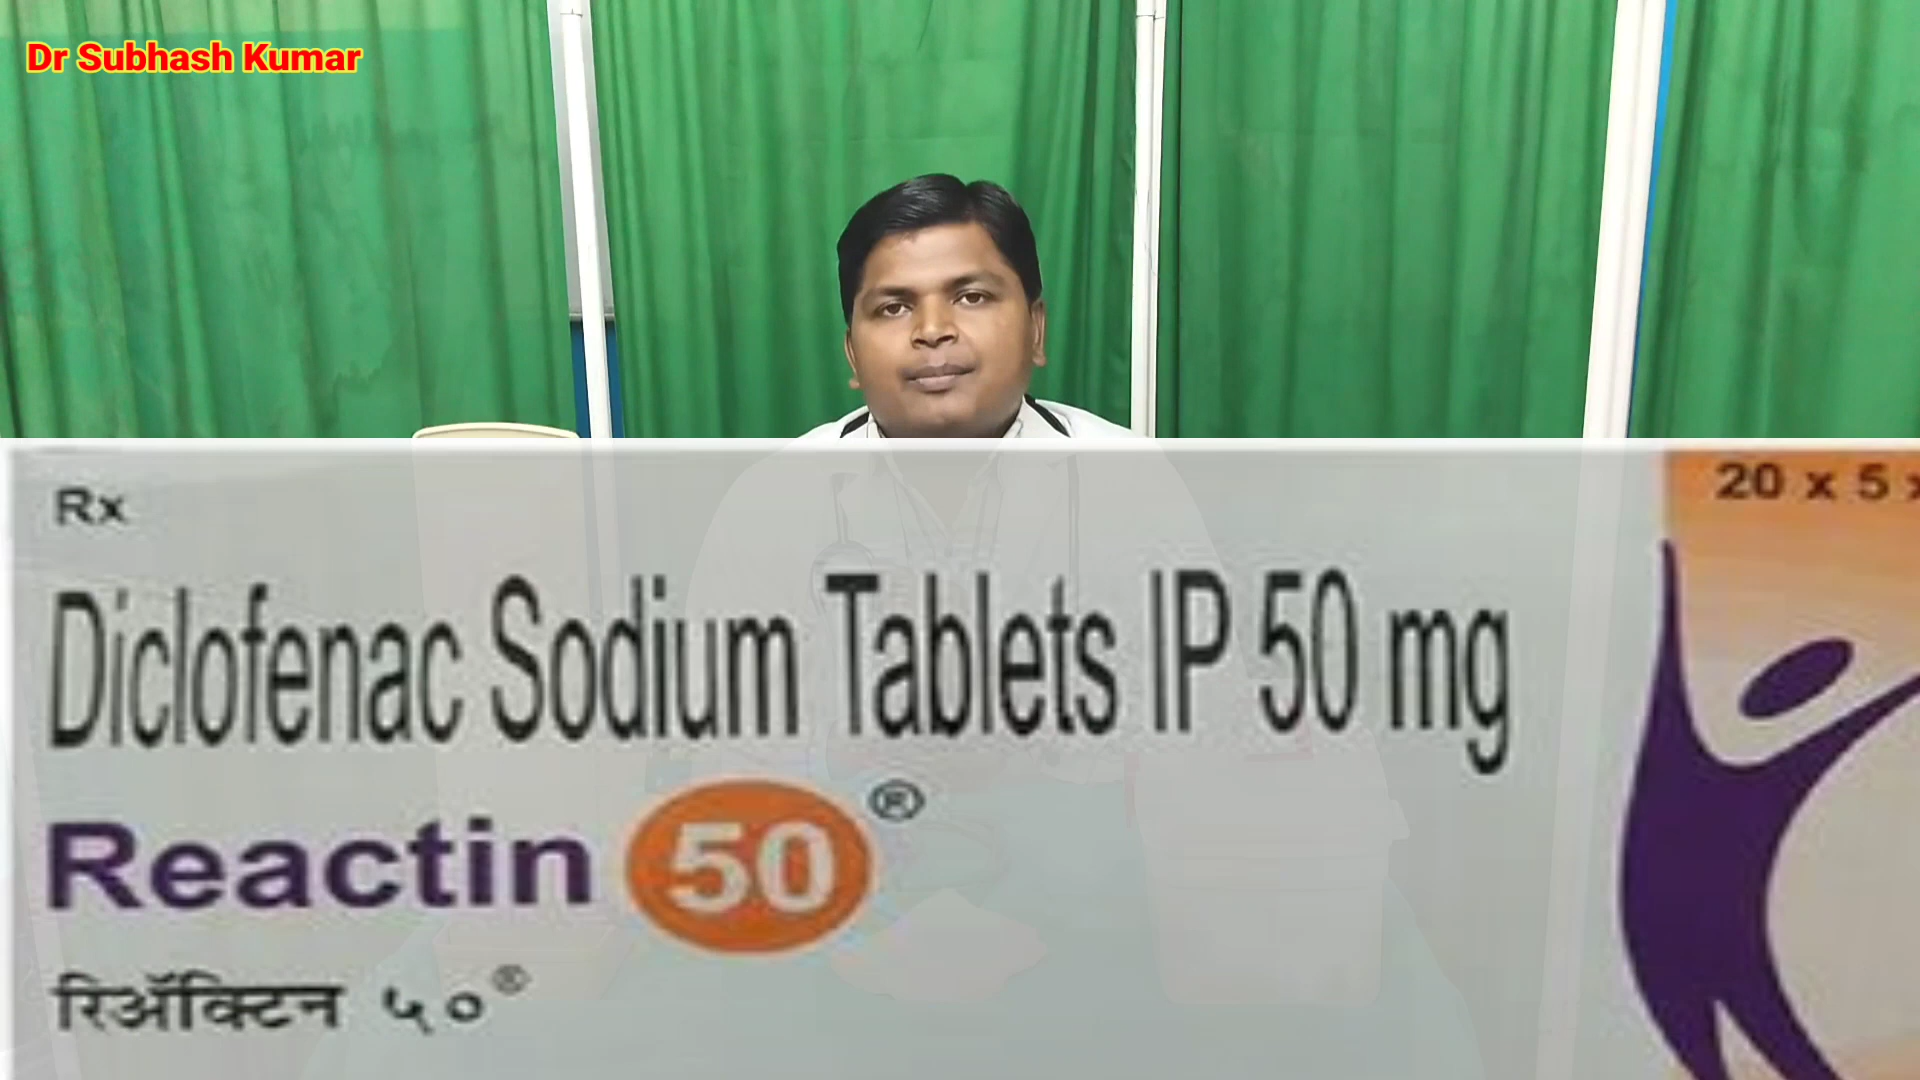 Dr Subhash Kumar
Rx
20 x 5 x
Diclofenac Sodium Tablets IP 50 mg
Reactin 50®
रिॲक्टिन ५०®